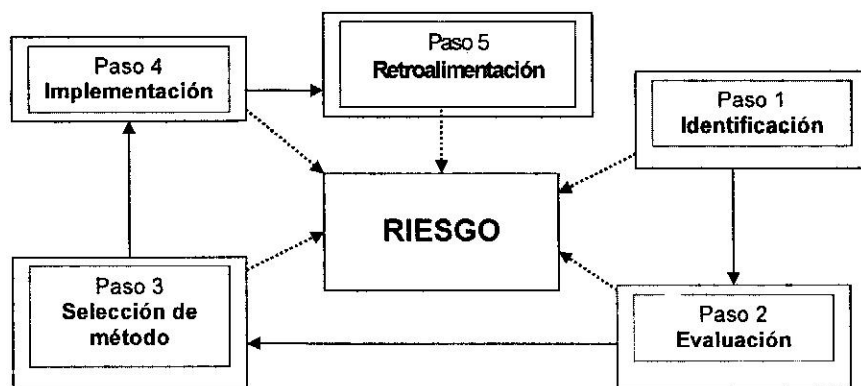 Paso 5
Retroalimentación
Paso 4
Implementación
Paso 1
Identificación
RIESGO
Paso 3
Selección de
método
Paso 2
Evaluación